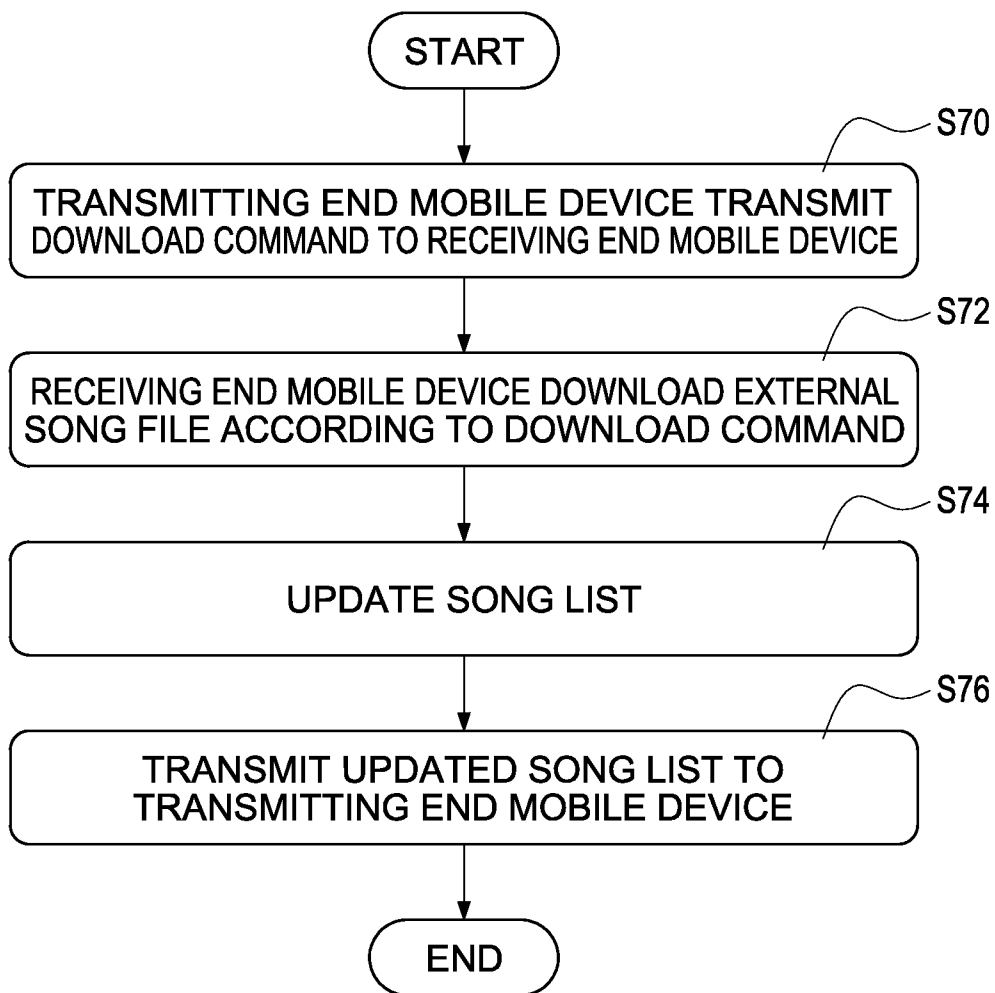 START
S70
TRANSMITTING END MOBILE DEVICE TRANSMIT
DOWNLOAD COMMAND TO RECEIVING END MOBILE DEVICE
S72
RECEIVING END MOBILE DEVICE DOWNLOAD EXTERNAL
SONG FILE ACCORDING TO DOWNLOAD COMMAND
S74
UPDATE SONG LIST
S76
TRANSMIT UPDATED SONG LIST TO
TRANSMITTING END MOBILE DEVICE
END